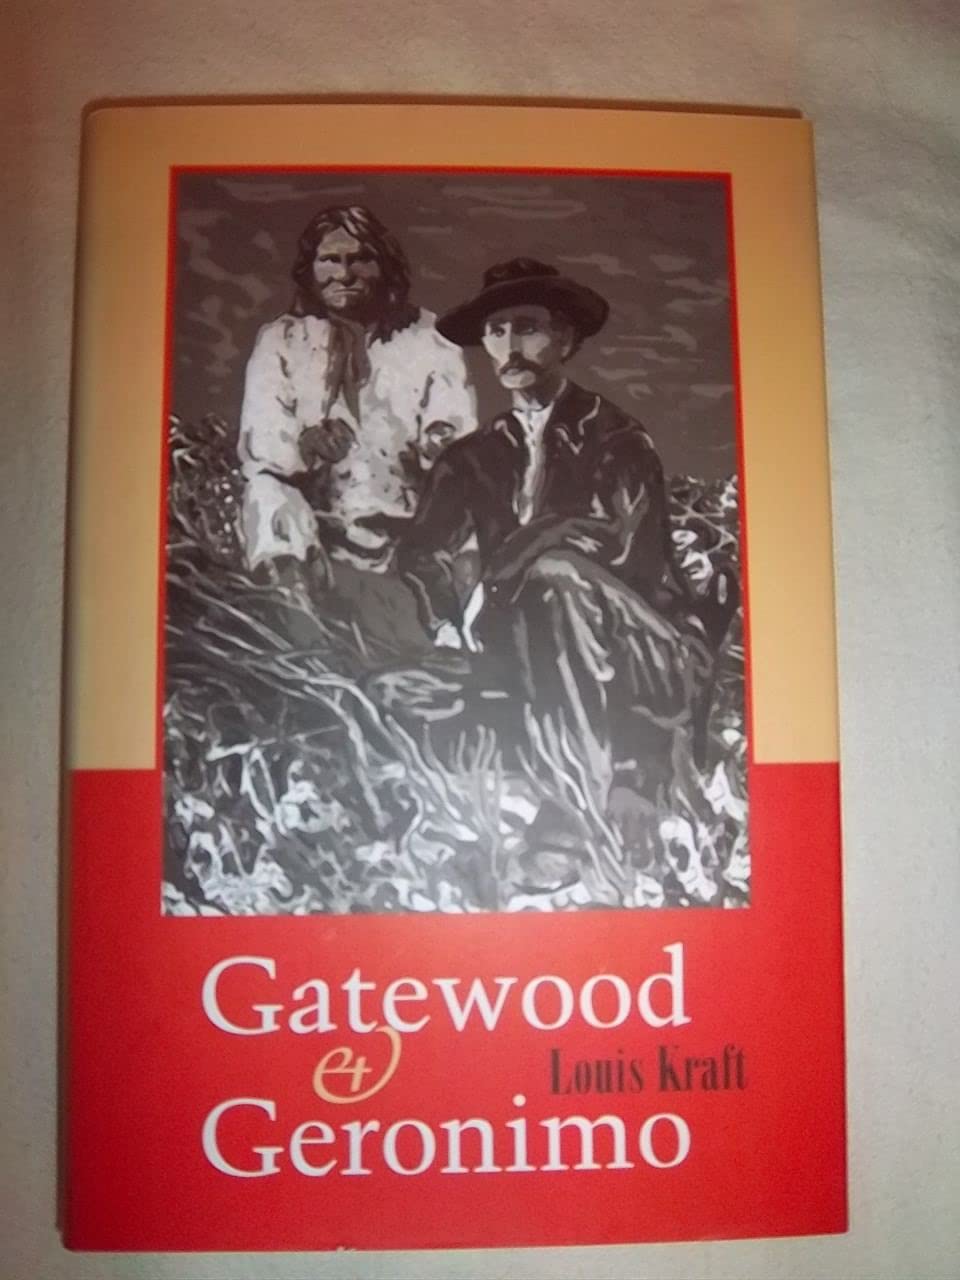 Gatewood
&
Louis Kraft
Geronimo